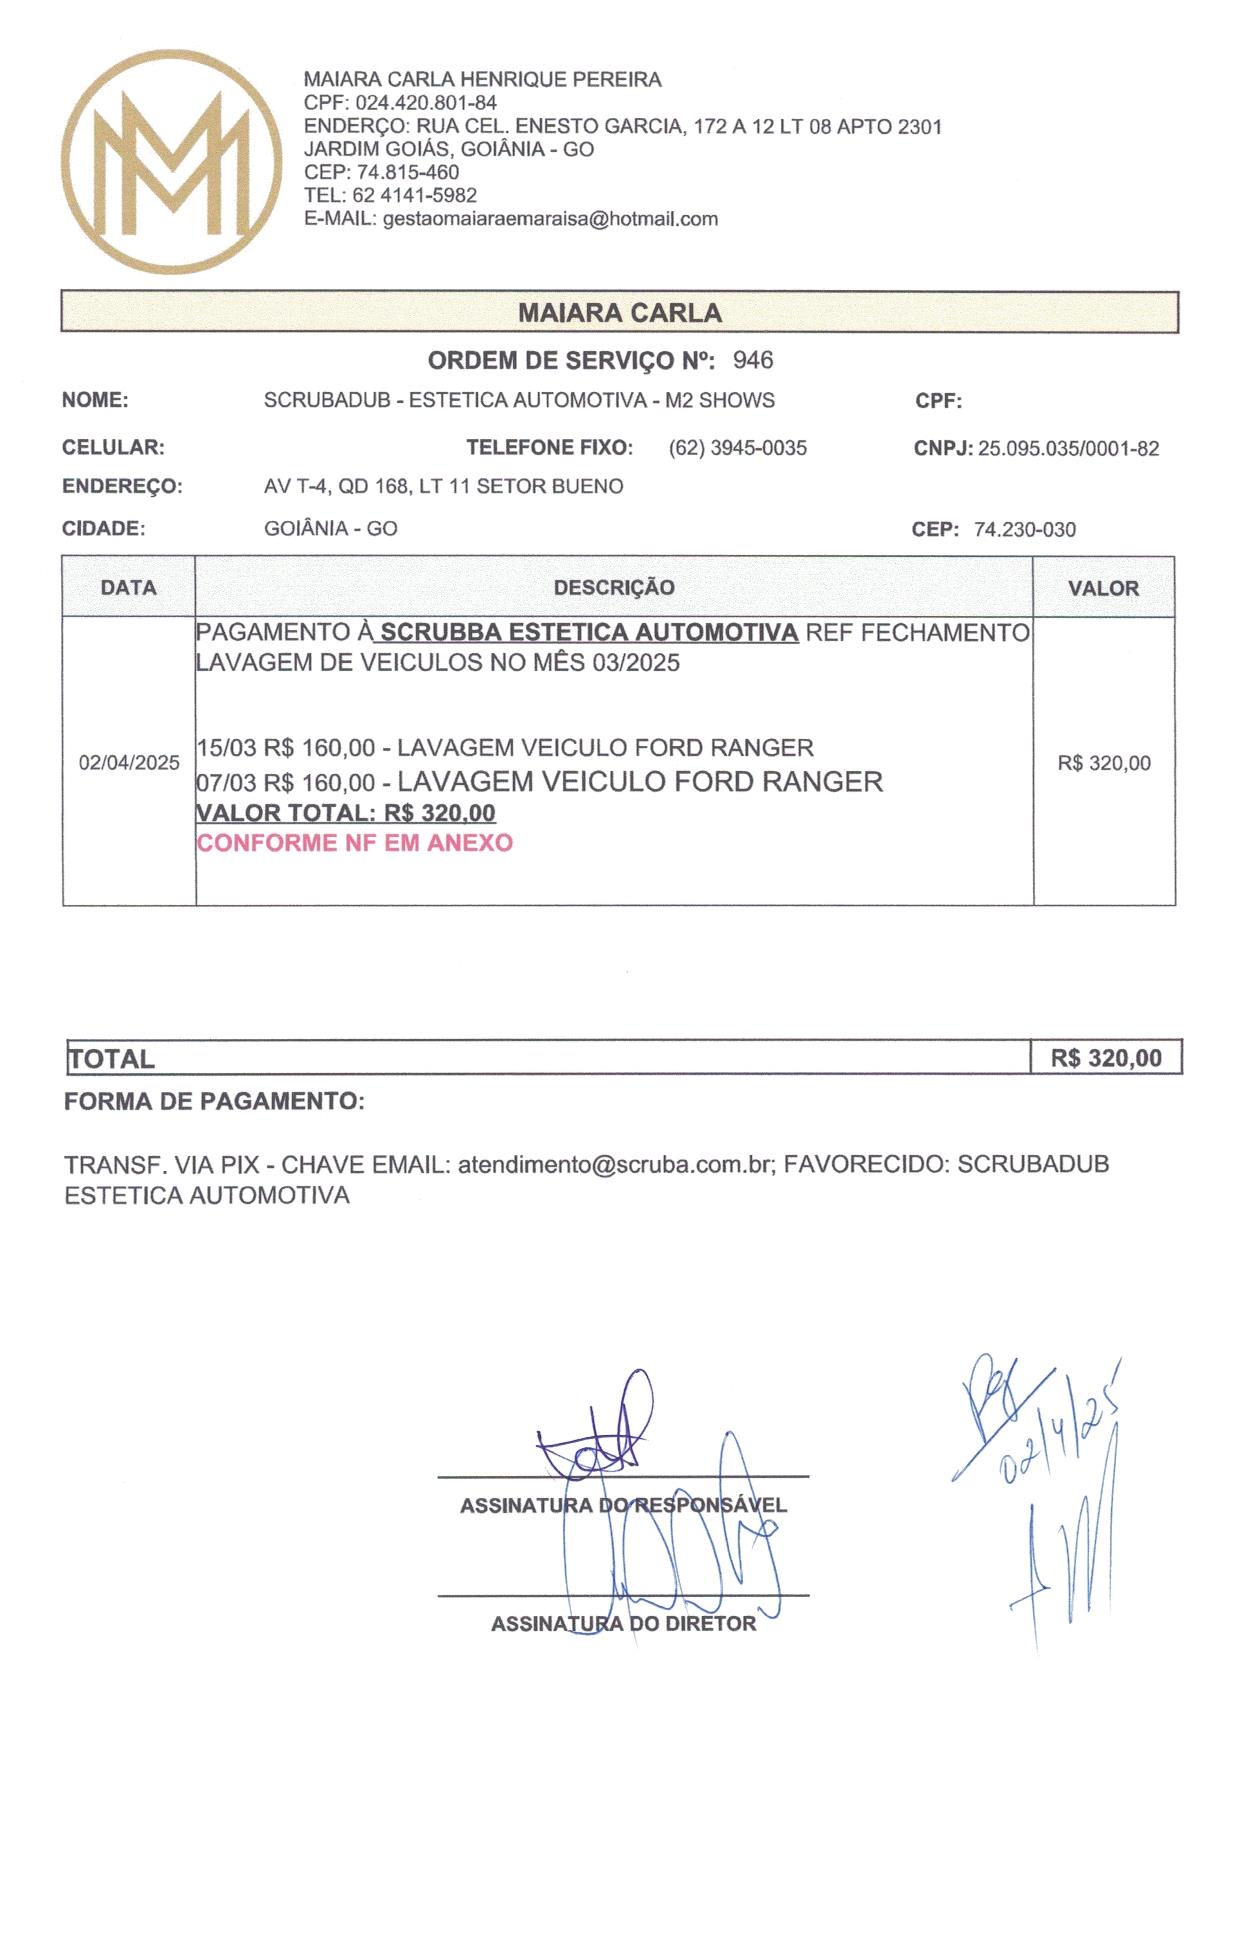 MAIARA CARLA HENRIQUE PEREIRA
CPF: 024.420.801-84
ENDERÇO: RUA CEL. ENESTO GARCIA, 172 A 12 LT 08 APTO 2301
JARDIM GOIÁS, GOIÂNIA - GO
CEP: 74.815-460
TEL: 62 4141-5982
E-MAIL: gestaomaiaraemaraisa@hotmail.com
MAIARA CARLA
ORDEM DE SERVIÇO Nº: 946
NOME: SCRUBADUB - ESTETICA AUTOMOTIVA - M2 SHOWS CPF:
CELULAR: TELEFONE FIXO: (62) 3945-0035 CNPJ: 25.095.035/0001-82
ENDEREÇO: AV T-4, QD 168, LT 11 SETOR BUENO
CIDADE: GOIÂNIA - GO CEP: 74.230-030
DATA DESCRIÇÃO VALOR
PAGAMENTO À SCRUBBA ESTETICA AUTOMOTIVA REF FECHAMENTO
LAVAGEM DE VEICULOS NO MÊS 03/2025
15/03 R$ 160,00 - LAVAGEM VEICULO FORD RANGER
02/04/2025 R$ 320,00
07/03 R$ 160,00 - LAVAGEM VEICULO FORD RANGER
VALOR TOTAL: R$ 320,00
CONFORME NF EM ANEXO
TOTAL R$ 320,00
FORMA DE PAGAMENTO:
TRANSF. VIA PIX - CHAVE EMAIL: atendimento@scruba.com.br; FAVORECIDO: SCRUBADUB
ESTETICA AUTOMOTIVA
02/4/25
ASSINATURA DO RESPONSÁVEL
ASSINATURA DO DIRETOR